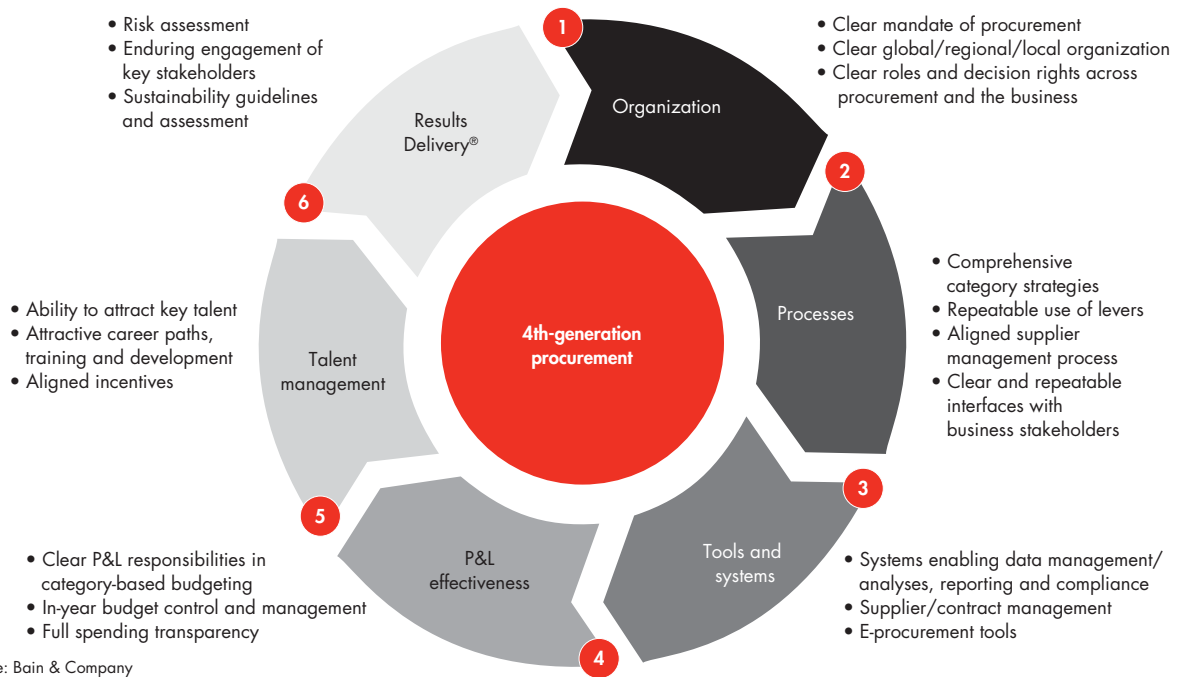 • Risk assessment
• Enduring engagement of
key stakeholders
• Sustainability guidelines
and assessment
1
Organization
• Clear mandate of procurement
• Clear global/regional/local organization
• Clear roles and decision rights across
procurement and the business
Results
Delivery®
2
6
4th-generation
procurement
Processes
• Comprehensive
category strategies
• Repeatable use of levers
• Aligned supplier
management process
• Clear and repeatable
interfaces with
business stakeholders
• Ability to attract key talent
• Attractive career paths,
training and development
• Aligned incentives
Talent
management
3
Tools and
systems
• Systems enabling data management/
analyses, reporting and compliance
• Supplier/contract management
• E-procurement tools
5
P&L
effectiveness
• Clear P&L responsibilities in
category-based budgeting
• In-year budget control and management
• Full spending transparency
4
e: Bain & Company